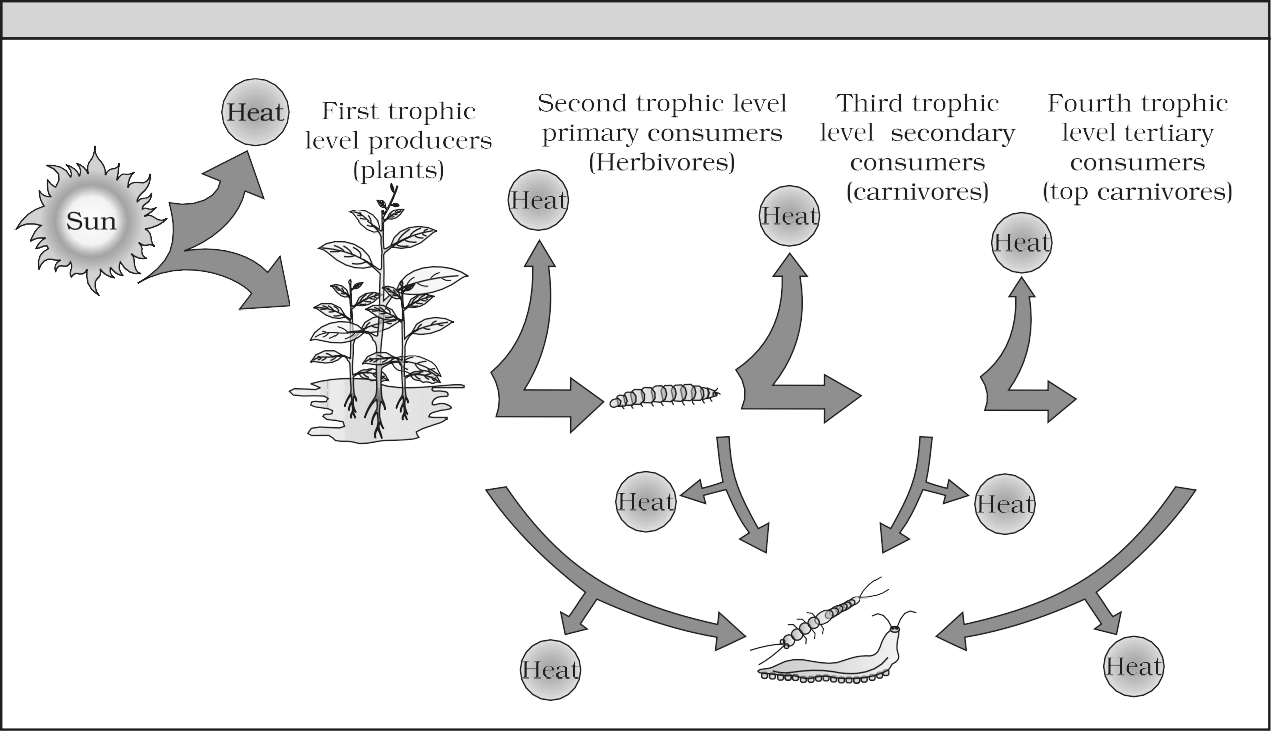 Heat
First trophic
level producers
(plants)
Second trophic level
primary consumers
(Herbivores)
Third trophic
level secondary
consumers
(carnivores)
Fourth trophic
level tertiary
consumers
(top carnivores)
Sun
Heat
Heat
Heat
Heat
Heat
Heat
Heat